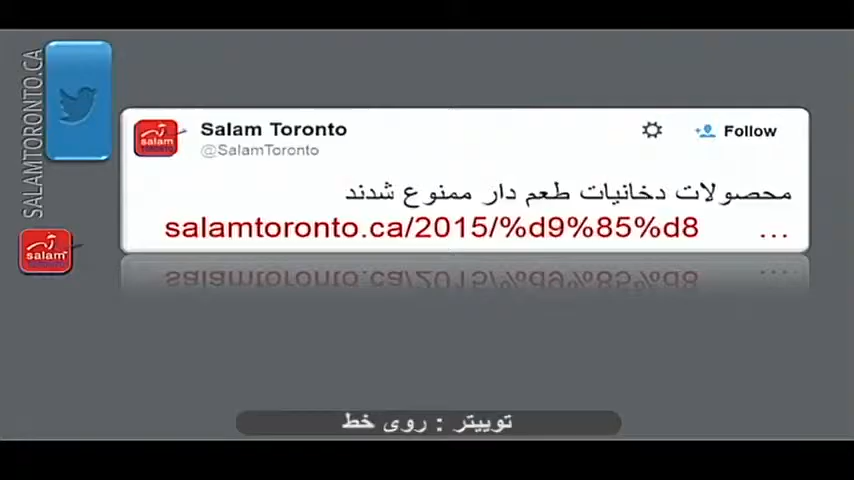 SALAMTORONTO.CA
salam
TORONTO
Salam Toronto
@SalamToronto
Follow
محصولات دخانیات طعم دار ممنوع شدند
salamtoronto.ca/2015/%d9%85%d8 ...
salam
توییتر : روی خط